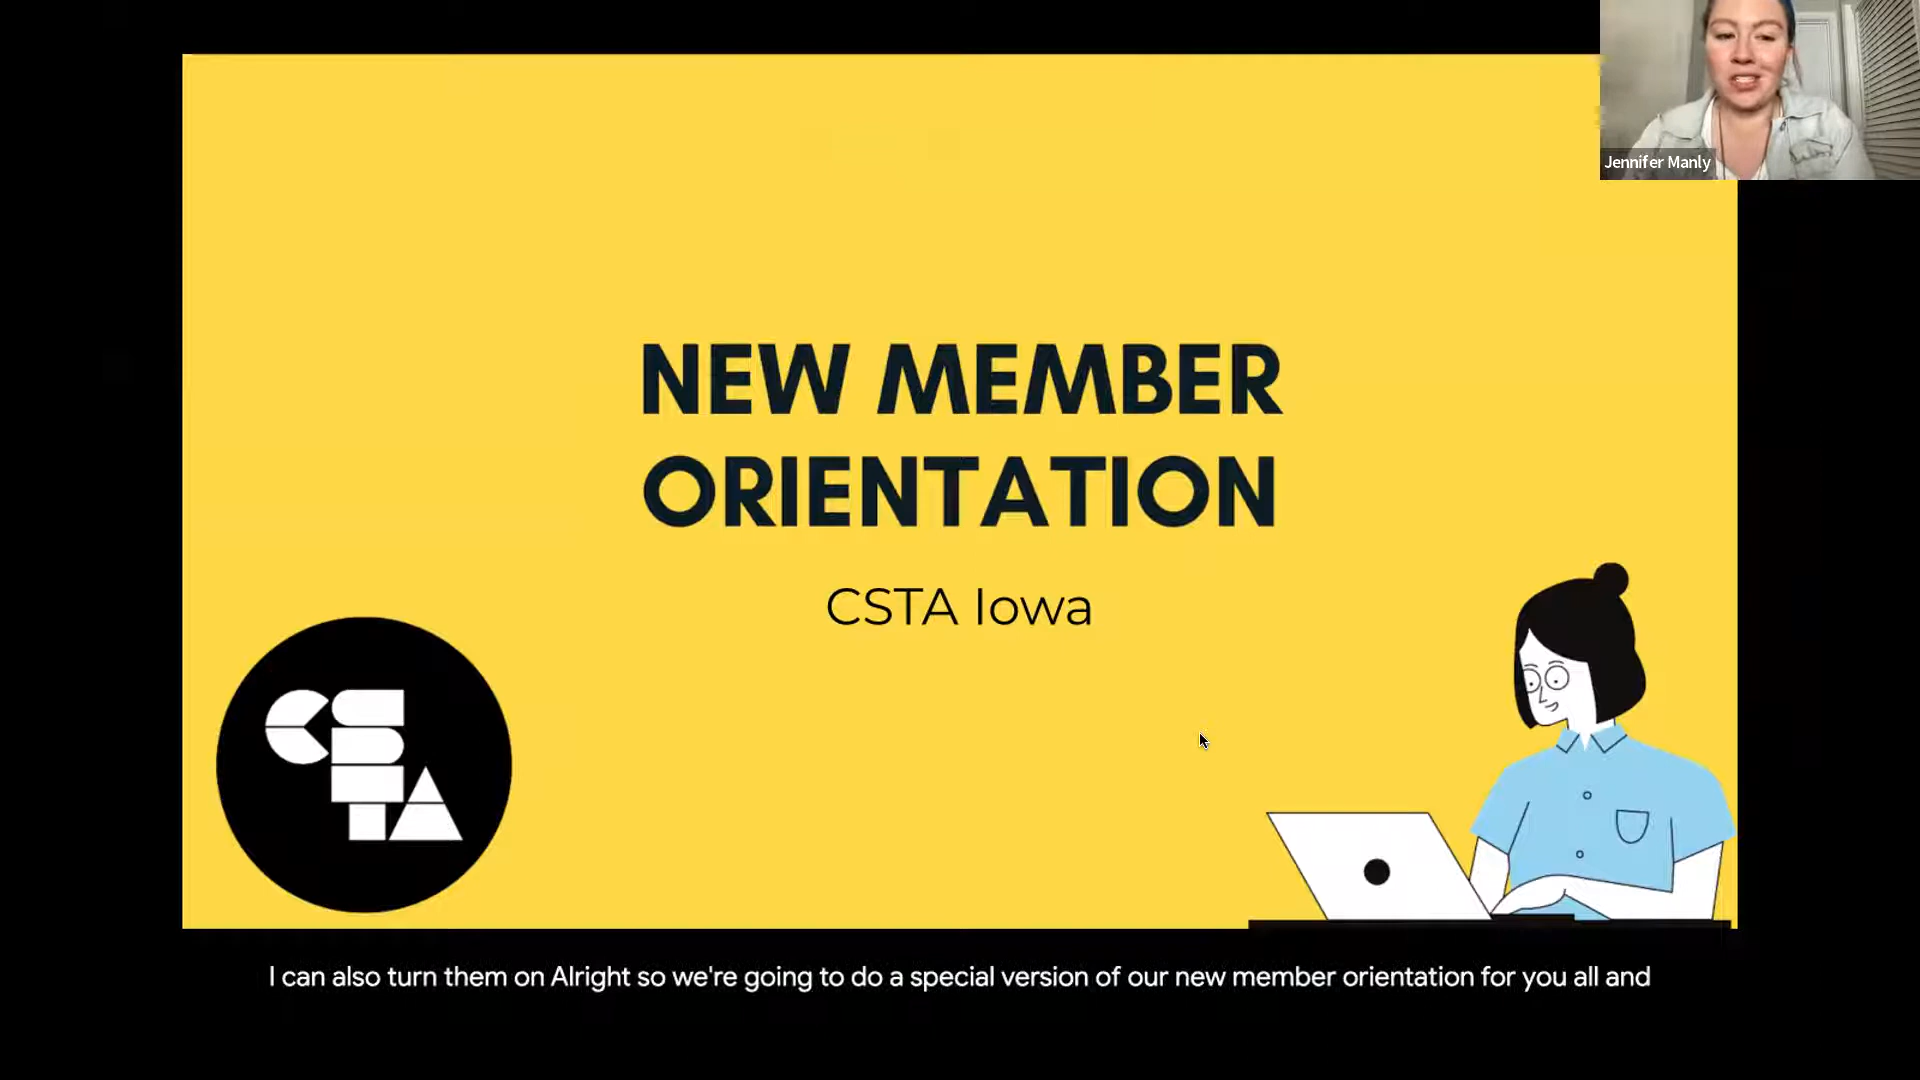 Jennifer Manly
NEW MEMBER
ORIENTATION
CSTA Iowa
CS
TA
I can also turn them on Alright so we're going to do a special version of our new member orientation for you all and